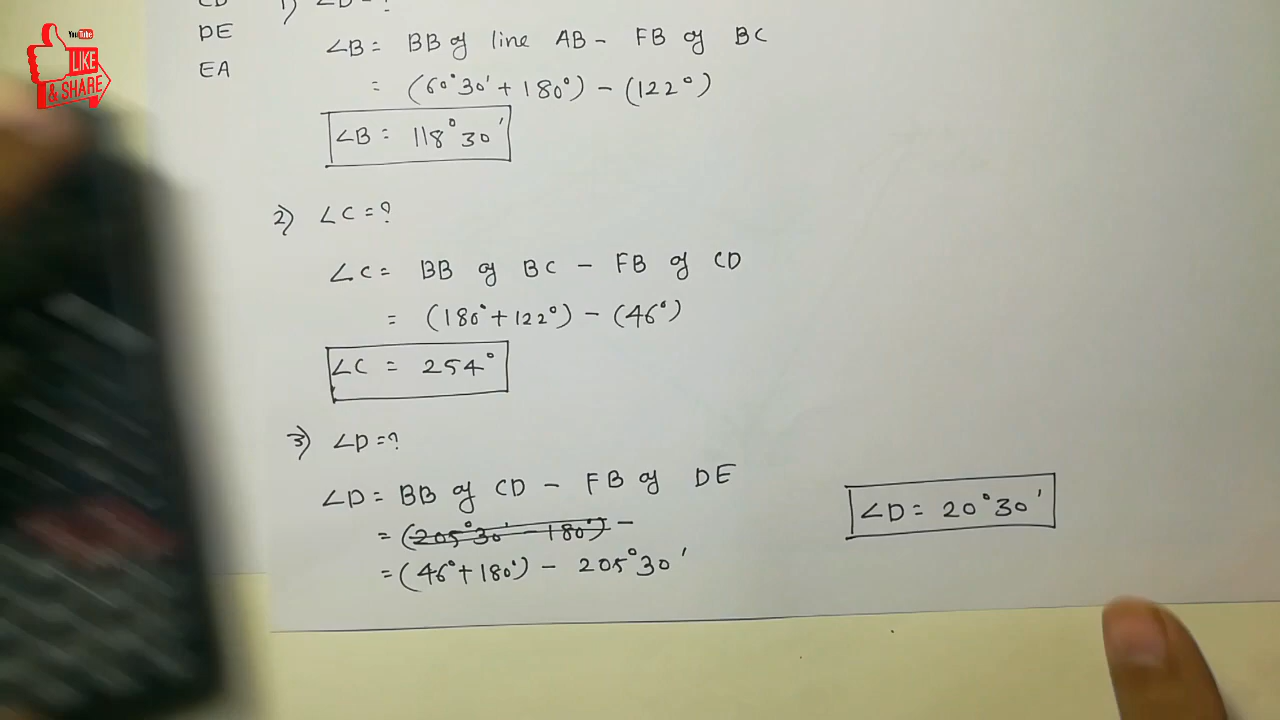 YouTube
LIKE
& SHARE
DE
EA
∠B = BB of line AB - FB of BC
= (60°30' + 180°) - (122°)
∠B = 118°30'
2) ∠C = ?
∠C = BB of BC - FB of CD
= (180° + 122°) - (46°)
∠C = 254°
3) ∠D = ?
∠D = BB of CD - FB of DE
= (205°30' - 180°) -
= (46° + 180°) - 205°30'
∠D = 20°30'